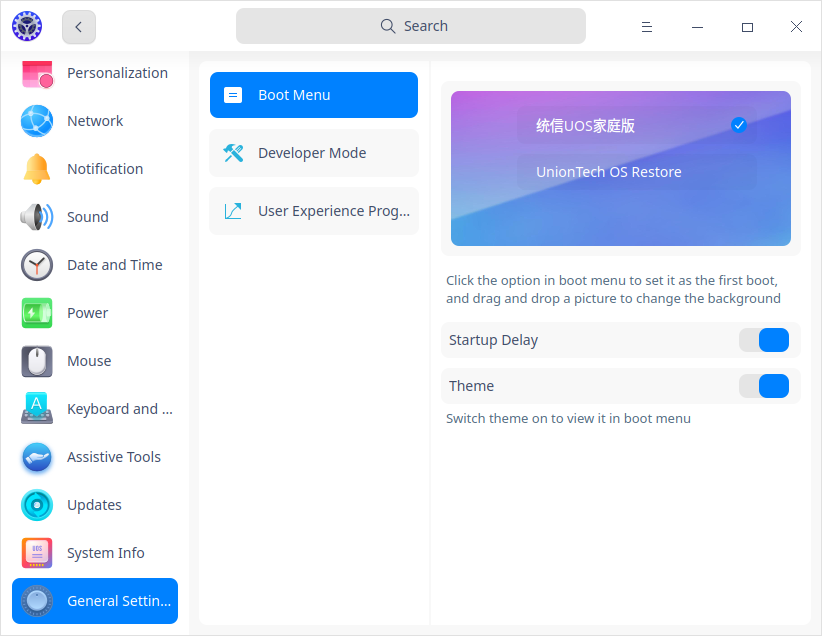 Search
Personalization
Network
Notification
Sound
Date and Time
Power
Mouse
Keyboard and ...
Assistive Tools
Updates
System Info
General Settin...
Boot Menu
Developer Mode
User Experience Prog...
统信UOS家庭版
UnionTech OS Restore
Click the option in boot menu to set it as the first boot,
and drag and drop a picture to change the background
Startup Delay
Theme
Switch theme on to view it in boot menu